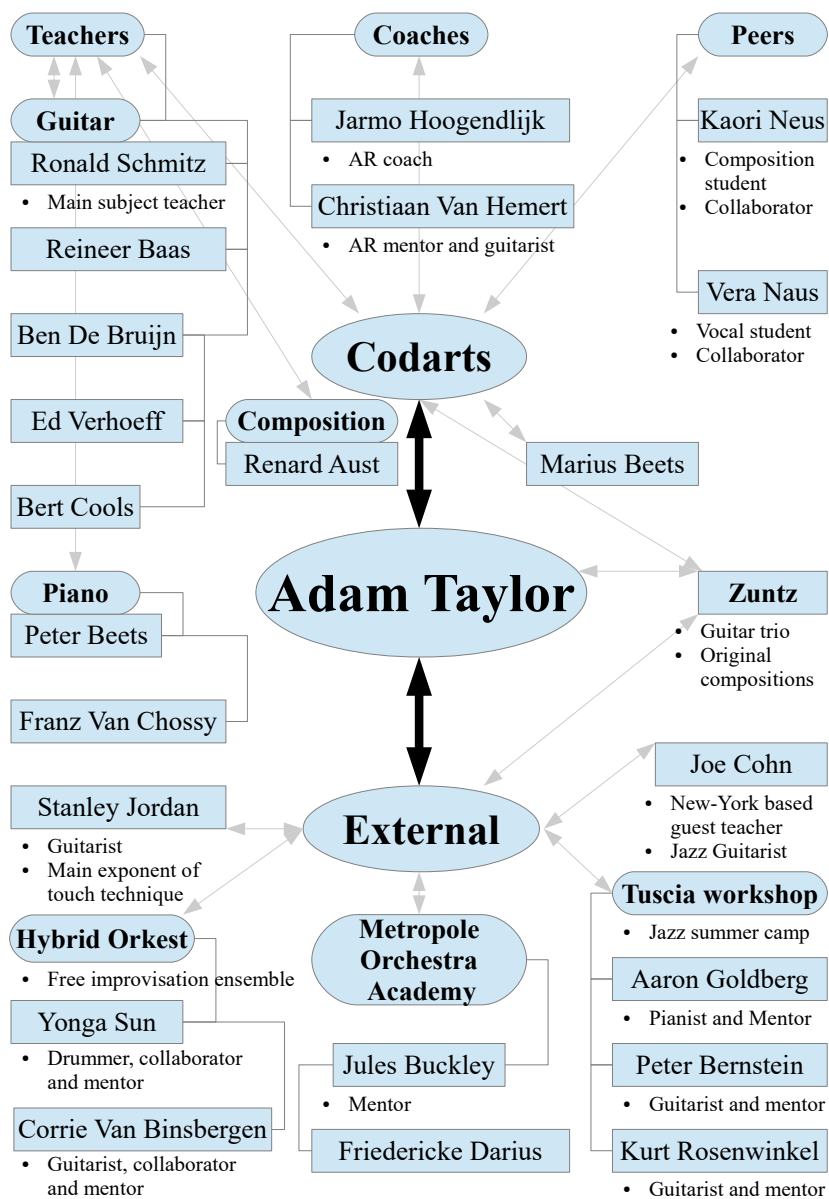 Teachers
Coaches
Peers
Guitar
Ronald Schmitz
• Main subject teacher
Reineer Baas
Ben De Bruijn
Ed Verhoeff
Bert Cools
Piano
Peter Beets
Franz Van Chossy
Jarmo Hoogendlijk
• AR coach
Christiaan Van Hemert
• AR mentor and guitarist
Kaori Neus
• Composition
student
• Collaborator
Vera Naus
• Vocal student
• Collaborator
Codarts
Composition
Renard Aust
Marius Beets
Adam Taylor
Zuntz
• Guitar trio
• Original
compositions
External
Stanley Jordan
• Guitarist
• Main exponent of
touch technique
Hybrid Orkest
• Free improvisation ensemble
Yonga Sun
• Drummer, collaborator
and mentor
Corrie Van Binsbergen
• Guitarist, collaborator
and mentor
Metropole
Orchestra
Academy
Jules Buckley
• Mentor
Friedericke Darius
Joe Cohn
• New-York based
guest teacher
• Jazz Guitarist
Tuscia workshop
• Jazz summer camp
Aaron Goldberg
• Pianist and Mentor
Peter Bernstein
• Guitarist and mentor
Kurt Rosenwinkel
• Guitarist and mentor